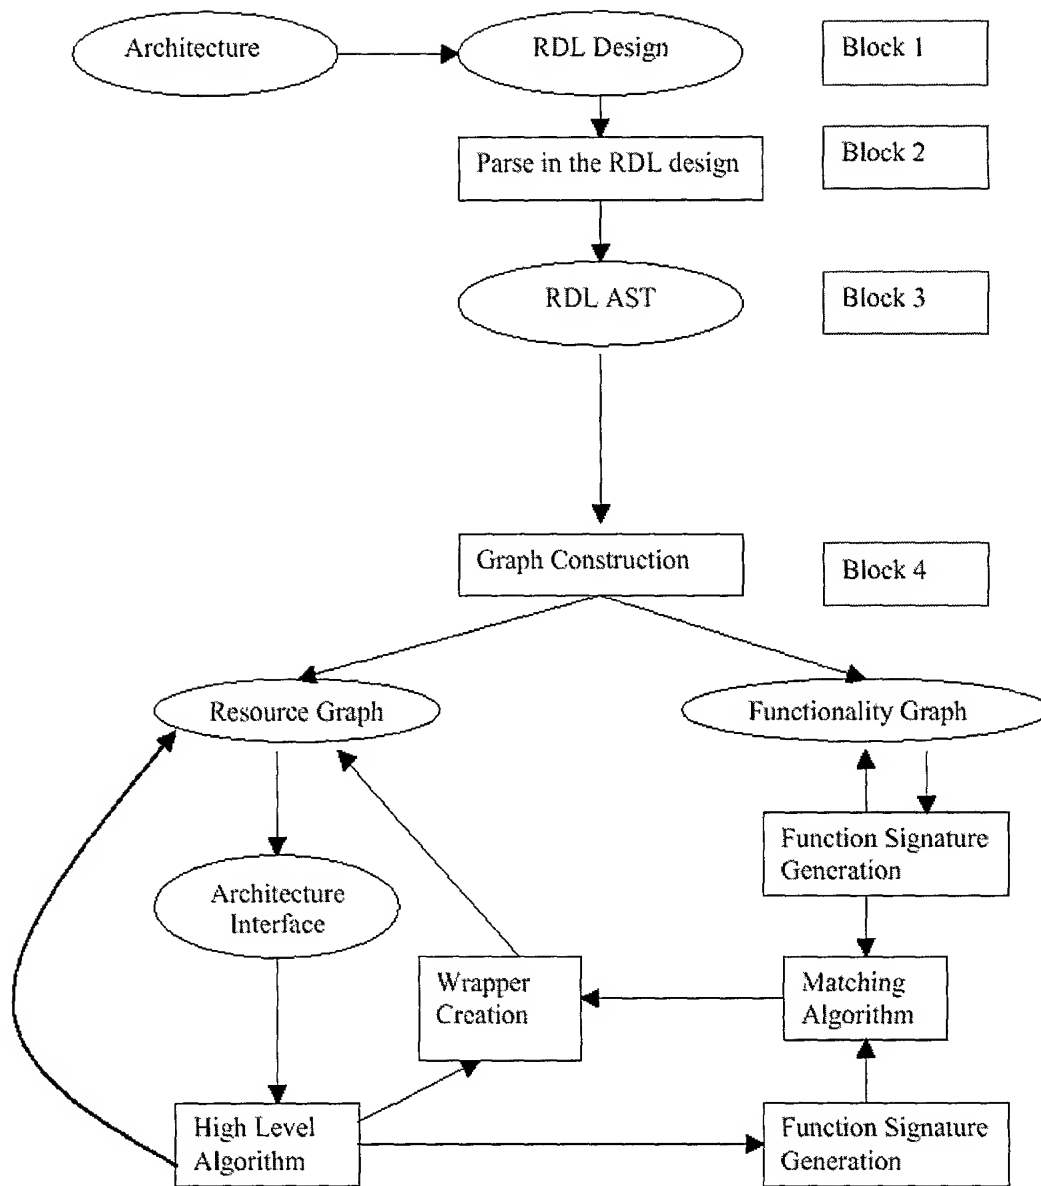 Architecture
RDL Design
Block 1
Parse in the RDL design
Block 2
RDL AST
Block 3
Graph Construction
Block 4
Resource Graph
Functionality Graph
Function Signature
Generation
Architecture
Interface
Wrapper
Creation
Matching
Algorithm
High Level
Algorithm
Function Signature
Generation